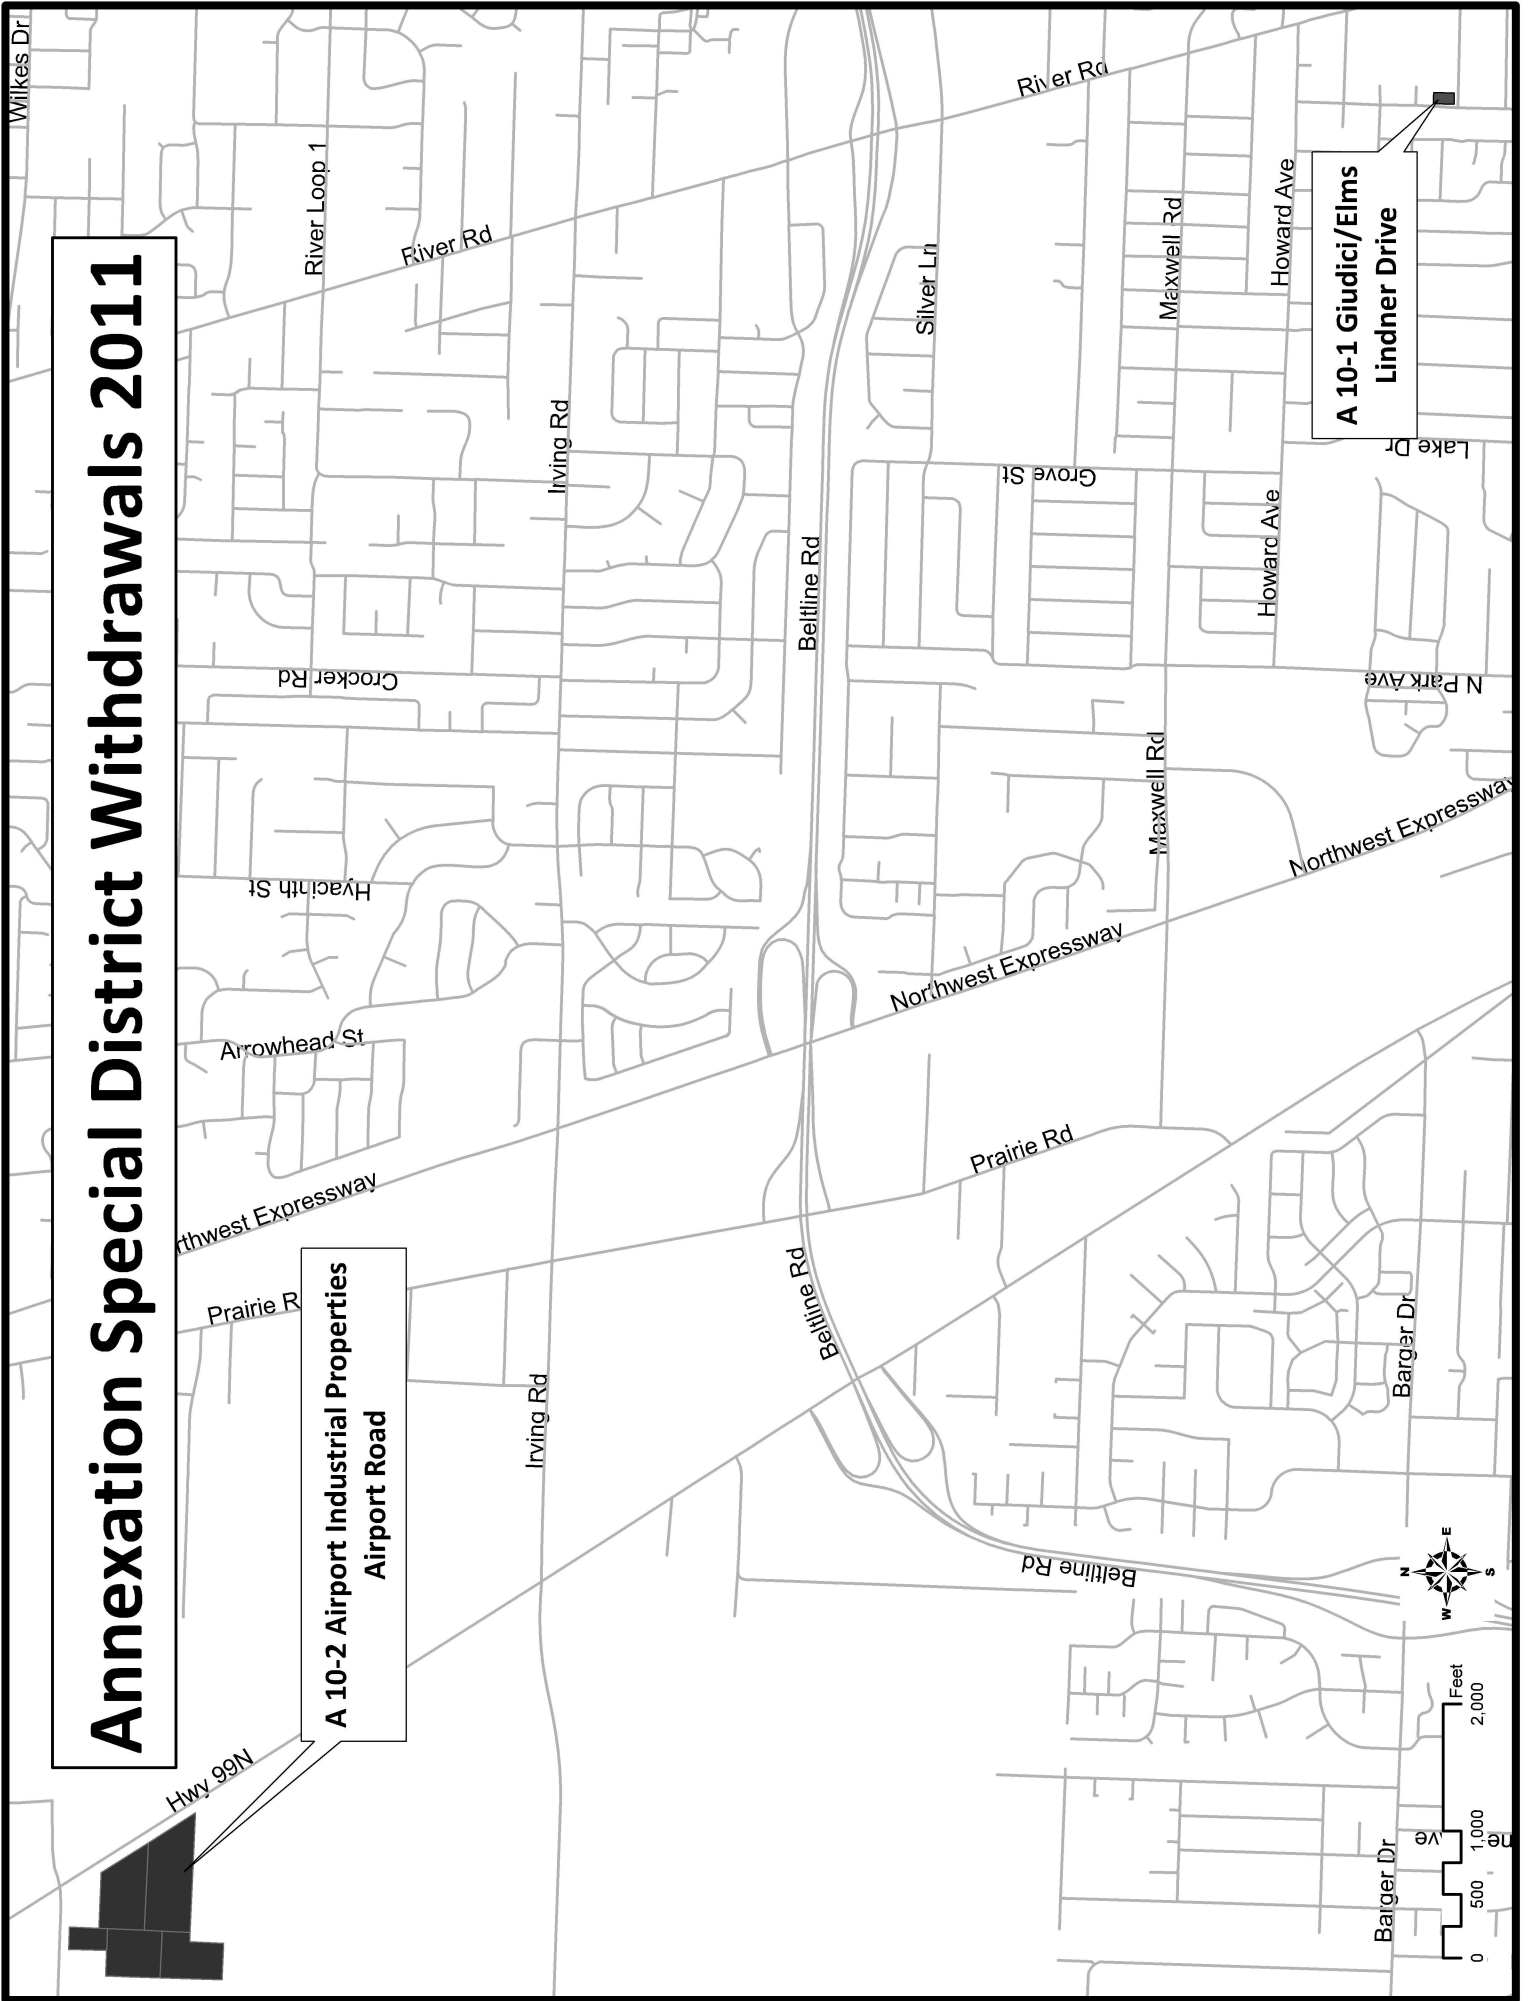 Annexation Special District Withdrawals 2011
Wilkes Dr
River Loop 1
River Rd
River Rd
Hwy 99N
rthwest Expressway
Prairie R
Arrowhead St
Hyacinth St
Crocker Rd
A 10-2 Airport Industrial Properties
Airport Road
Irving Rd
Irving Rd
Beltline Rd
Beltline Rd
Beltline Rd
Silver Ln
Northwest Expressway
Prairie Rd
Grove St
Maxwell Rd
Maxwell Rd
Howard Ave
Howard Ave
Northwest Expressway
N Park Ave
Lake Dr
A 10-1 Giudici/Elms
Lindner Drive
Barger Dr
Barger Dr
Ave
ne
N
E
S
W
0 500 1,000 2,000
Feet